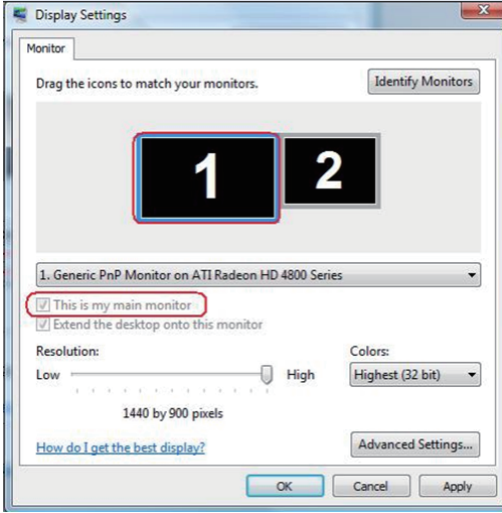 Display Settings
Monitor
Drag the icons to match your monitors.
Identify Monitors
1 2
1. Generic PnP Monitor on ATI Radeon HD 4800 Series
This is my main monitor
Extend the desktop onto this monitor
Resolution: Colors:
Low High Highest (32 bit)
1440 by 900 pixels
How do I get the best display? Advanced Settings...
OK Cancel Apply